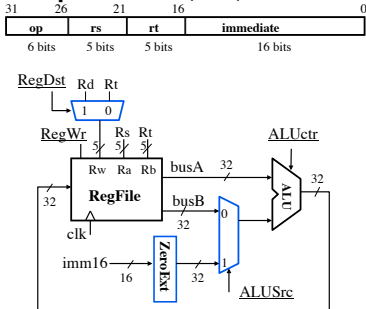 31 26 21 16 0
op rs rt immediate
6 bits 5 bits 5 bits 16 bits
RegDst Rd Rt
1 0
RegWr Rs Rt ALUctr
5 5 5
Rw Ra Rb busA 32
RegFile ALU 32
32 busB
clk 32 0
imm16 16 ZeroExt 32 1
ALUSrc